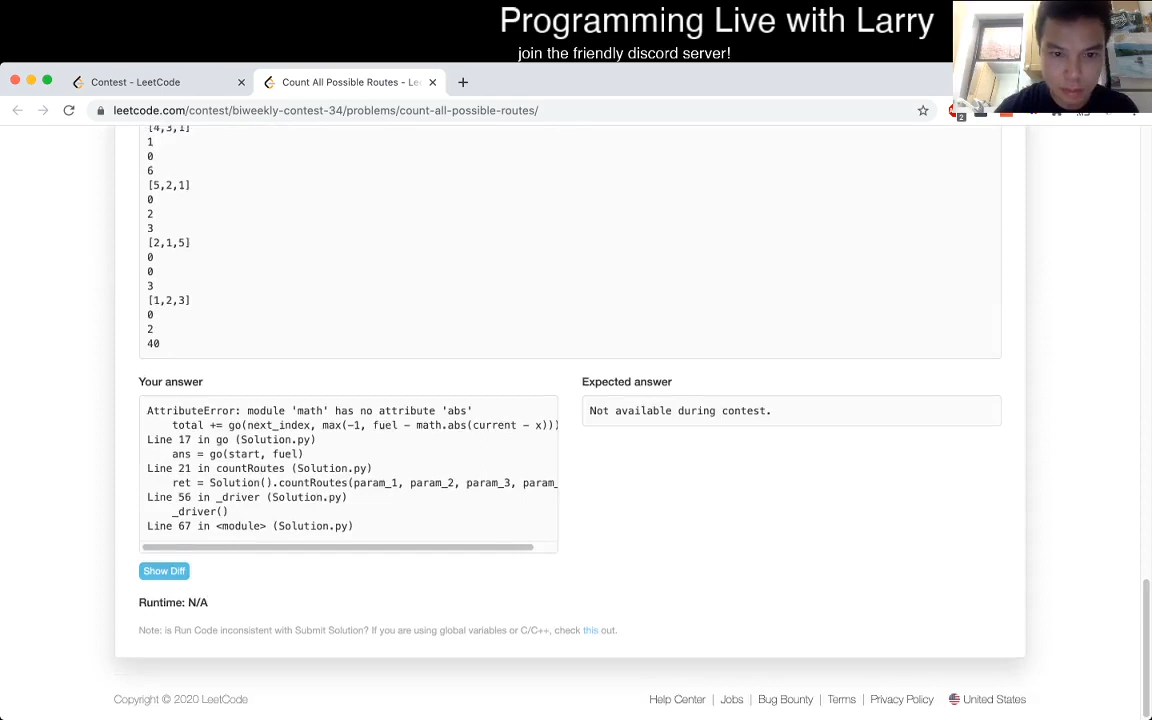 Programming Live with Larry
join the friendly discord server!
Contest - LeetCode
Count All Possible Routes - Le
leetcode.com/contest/biweekly-contest-34/problems/count-all-possible-routes/
2
[4,3,1]
1
0
6
[5,2,1]
0
2
3
[2,1,5]
0
0
3
[1,2,3]
0
2
40
Your answer
Expected answer
AttributeError: module 'math' has no attribute 'abs'
total += go(next_index, max(-1, fuel - math.abs(current - x)))
Line 17 in go (Solution.py)
ans = go(start, fuel)
Line 21 in countRoutes (Solution.py)
ret = Solution().countRoutes(param_1, param_2, param_3, param_
Line 56 in _driver (Solution.py)
_driver()
Line 67 in <module> (Solution.py)
Not available during contest.
Show Diff
Runtime: N/A
Note: is Run Code inconsistent with Submit Solution? If you are using global variables or C/C++, check this out.
Copyright © 2020 LeetCode
Help Center | Jobs | Bug Bounty | Terms | Privacy Policy United States